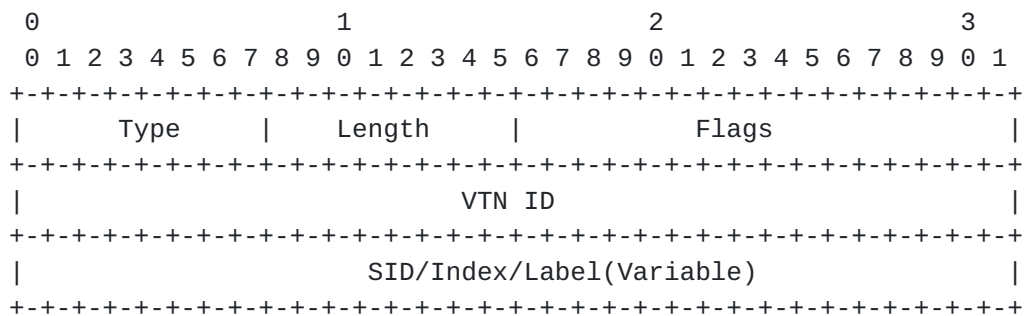 0                   1                   2                   3
 0 1 2 3 4 5 6 7 8 9 0 1 2 3 4 5 6 7 8 9 0 1 2 3 4 5 6 7 8 9 0 1
+-+-+-+-+-+-+-+-+-+-+-+-+-+-+-+-+-+-+-+-+-+-+-+-+-+-+-+-+-+-+-+-+
|      Type     |    Length     |           Flags               |
+-+-+-+-+-+-+-+-+-+-+-+-+-+-+-+-+-+-+-+-+-+-+-+-+-+-+-+-+-+-+-+-+
|                            VTN ID                             |
+-+-+-+-+-+-+-+-+-+-+-+-+-+-+-+-+-+-+-+-+-+-+-+-+-+-+-+-+-+-+-+-+
|                      SID/Index/Label(Variable)                |
+-+-+-+-+-+-+-+-+-+-+-+-+-+-+-+-+-+-+-+-+-+-+-+-+-+-+-+-+-+-+-+-+